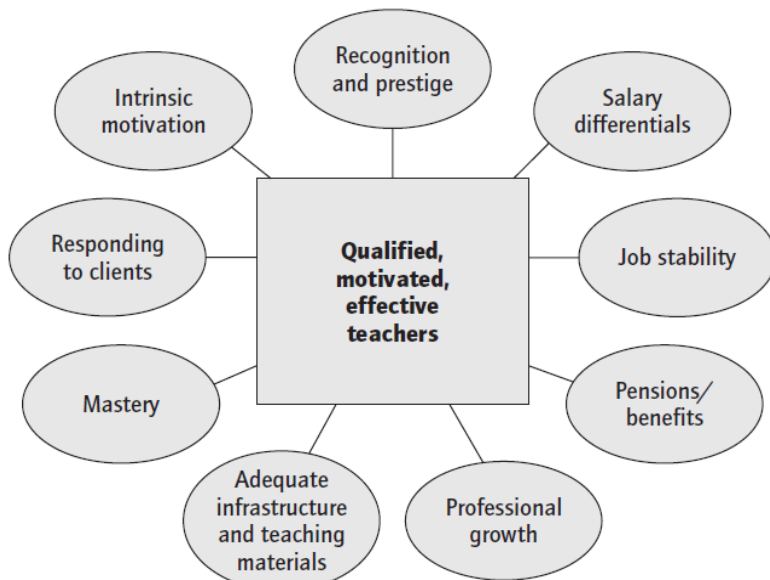 Recognition
and prestige
Intrinsic
motivation
Salary
differentials
Responding
to clients
Qualified,
motivated,
effective
teachers
Job stability
Mastery
Pensions/
benefits
Adequate
infrastructure
and teaching
materials
Professional
growth